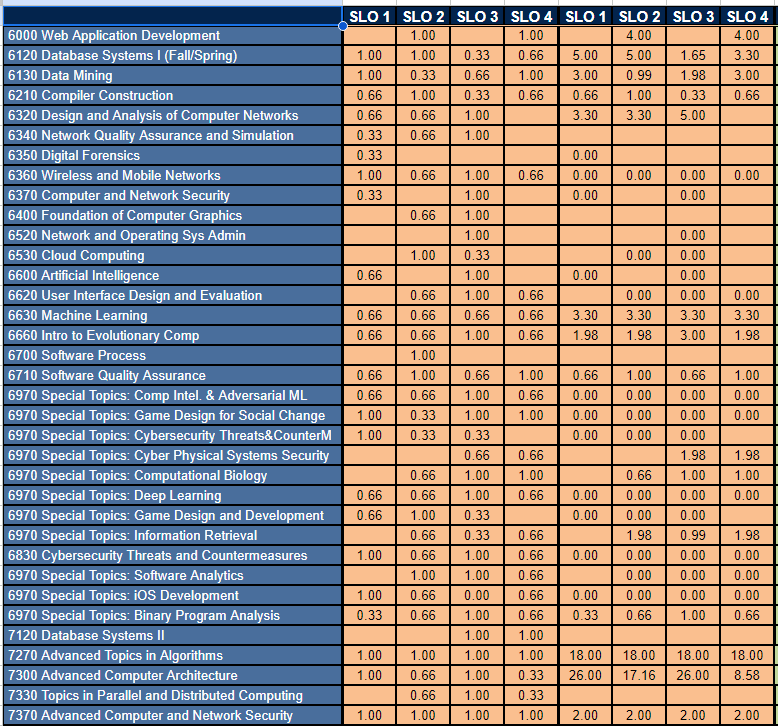 SLO 1 SLO 2 SLO 3 SLO 4 SLO 1 SLO 2 SLO 3 SLO 4
6000 Web Application Development 1.00 1.00 4.00 4.00
6120 Database Systems I (Fall/Spring) 1.00 1.00 0.33 0.66 5.00 5.00 1.65 3.30
6130 Data Mining 1.00 0.33 0.66 1.00 3.00 0.99 1.98 3.00
6210 Compiler Construction 0.66 1.00 0.33 0.66 0.66 1.00 0.33 0.66
6320 Design and Analysis of Computer Networks 0.66 0.66 1.00 3.30 3.30 5.00
6340 Network Quality Assurance and Simulation 0.33 0.66 1.00
6350 Digital Forensics 0.33 0.00
6360 Wireless and Mobile Networks 1.00 0.66 1.00 0.66 0.00 0.00 0.00 0.00
6370 Computer and Network Security 0.33 1.00 0.00 0.00
6400 Foundation of Computer Graphics 0.66 1.00
6520 Network and Operating Sys Admin 1.00 0.00
6530 Cloud Computing 1.00 0.33 0.00 0.00
6600 Artificial Intelligence 0.66 1.00 0.00 0.00
6620 User Interface Design and Evaluation 0.66 1.00 0.66 0.00 0.00 0.00
6630 Machine Learning 0.66 0.66 0.66 0.66 3.30 3.30 3.30 3.30
6660 Intro to Evolutionary Comp 0.66 0.66 1.00 0.66 1.98 1.98 3.00 1.98
6700 Software Process 1.00
6710 Software Quality Assurance 0.66 1.00 0.66 1.00 0.66 1.00 0.66 1.00
6970 Special Topics: Comp Intel. & Adversarial ML 0.66 0.66 1.00 0.66 0.00 0.00 0.00 0.00
6970 Special Topics: Game Design for Social Change 1.00 0.33 1.00 1.00 0.00 0.00 0.00 0.00
6970 Special Topics: Cybersecurity Threats&CounterM 1.00 0.33 0.33 0.00 0.00 0.00
6970 Special Topics: Cyber Physical Systems Security 0.66 0.66 1.98 1.98
6970 Special Topics: Computational Biology 0.66 1.00 1.00 0.66 1.00 1.00
6970 Special Topics: Deep Learning 0.66 0.66 1.00 0.66 0.00 0.00 0.00 0.00
6970 Special Topics: Game Design and Development 0.66 1.00 0.33 0.00 0.00 0.00
6970 Special Topics: Information Retrieval 0.66 0.33 0.66 1.98 0.99 1.98
6830 Cybersecurity Threats and Countermeasures 1.00 0.66 1.00 0.66 0.00 0.00 0.00 0.00
6970 Special Topics: Software Analytics 1.00 1.00 0.66 0.00 0.00 0.00
6970 Special Topics: iOS Development 1.00 0.66 0.00 0.66 0.00 0.00 0.00 0.00
6970 Special Topics: Binary Program Analysis 0.33 0.66 1.00 0.66 0.33 0.66 1.00 0.66
7120 Database Systems II 1.00 1.00
7270 Advanced Topics in Algorithms 1.00 1.00 1.00 1.00 18.00 18.00 18.00 18.00
7300 Advanced Computer Architecture 1.00 0.66 1.00 0.33 26.00 17.16 26.00 8.58
7330 Topics in Parallel and Distributed Computing 0.66 1.00 0.33
7370 Advanced Computer and Network Security 1.00 1.00 1.00 1.00 2.00 2.00 2.00 2.00